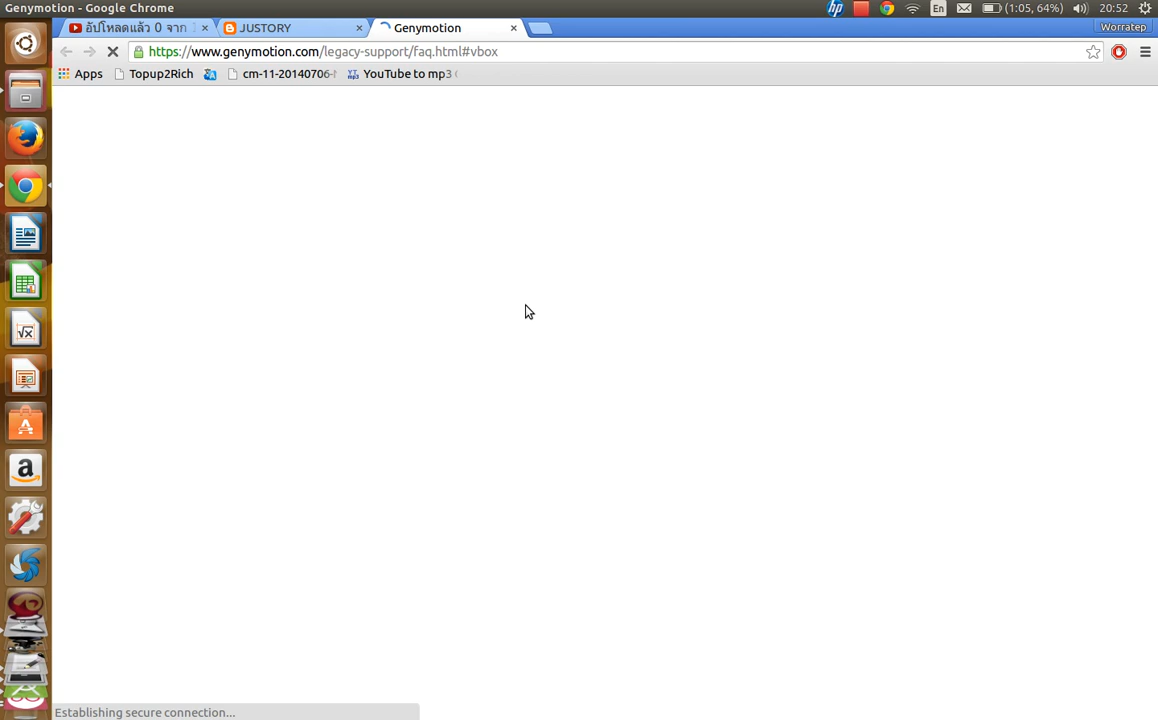 Genymotion - Google Chrome
En
(1:05, 64%)
20:52
อัปโหลดแล้ว 0 จาก
JUSTORY
Genymotion
Worratep
https://www.genymotion.com/legacy-support/faq.html#vbox
Apps
Topup2Rich
cm-11-20140706-
YouTube to mp3
Establishing secure connection...